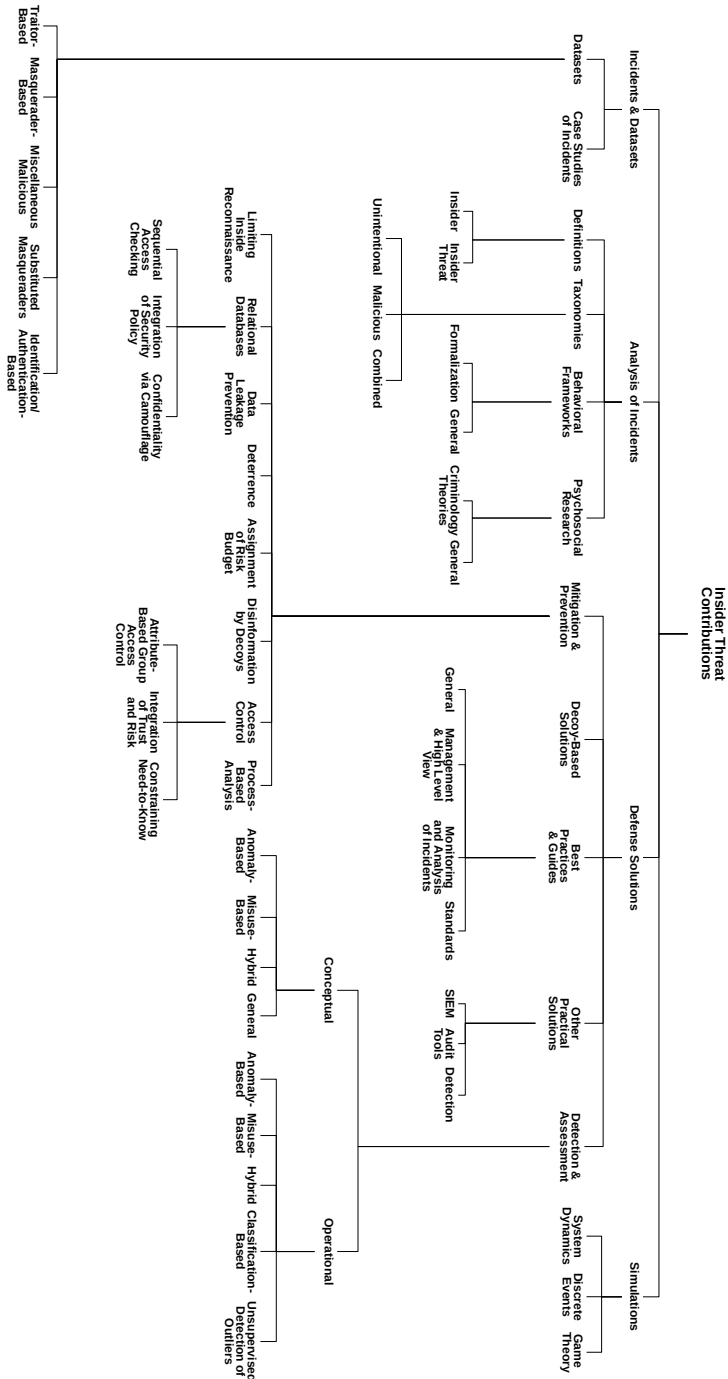 Insider Threat
Contributions
Incidents & Datasets
Analysis of Incidents
Defense Solutions
Simulations
Datasets
Case Studies
of Incidents
Definitions
Taxonomies
Behavioral
Frameworks
Psychosocial
Research
Mitigation &
Prevention
Decoy-Based
Solutions
Best
Practices
& Guides
Other
Practical
Solutions
Detection &
Assessment
System
Dynamics
Discrete
Events
Game
Theory
Insider
Insider
Threat
Formalization
General
Criminology
Theories
General
General
Management
& High Level
View
Monitoring
and Analysis
of Incidents
Standards
SIEM
Audit
Tools
Detection
Unintentional
Malicious
Combined
Conceptual
Operational
Limiting
Inside
Reconnaissance
Relational
Databases
Data
Leakage
Prevention
Deterrence
Assignment
of Risk
Budget
Disinformation
by Decoys
Access
Control
Process-
Based
Analysis
Anomaly-
Based
Misuse-
Based
Hybrid
General
Anomaly-
Based
Misuse-
Based
Hybrid
Classification-
Based
Unsupervised
Detection of
Outliers
Sequential
Access
Checking
Integration
of Security
Policy
Confidentiality
via Camouflage
Attribute-
Based Group
Access
Control
Integration
of Trust
and Risk
Constraining
Need-to-Know
Traitor-
Based
Masquerader-
Based
Miscellaneous
Malicious
Substituted
Masqueraders
Identification/
Authentication-
Based